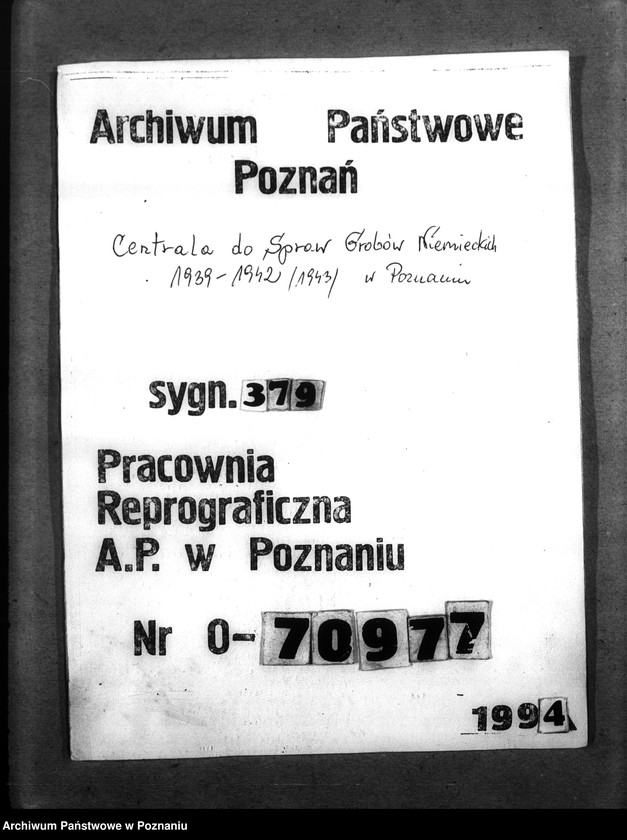 Archiwum Państwowe
Poznań
Centrala do Spraw Grobów Niemieckich
1939-1942 /1943/ w Poznaniu
sygn. 379
Pracownia
Reprograficzna
A.P. w Poznaniu
Nr O-70977
1994
Archiwum Państwowe w Poznaniu